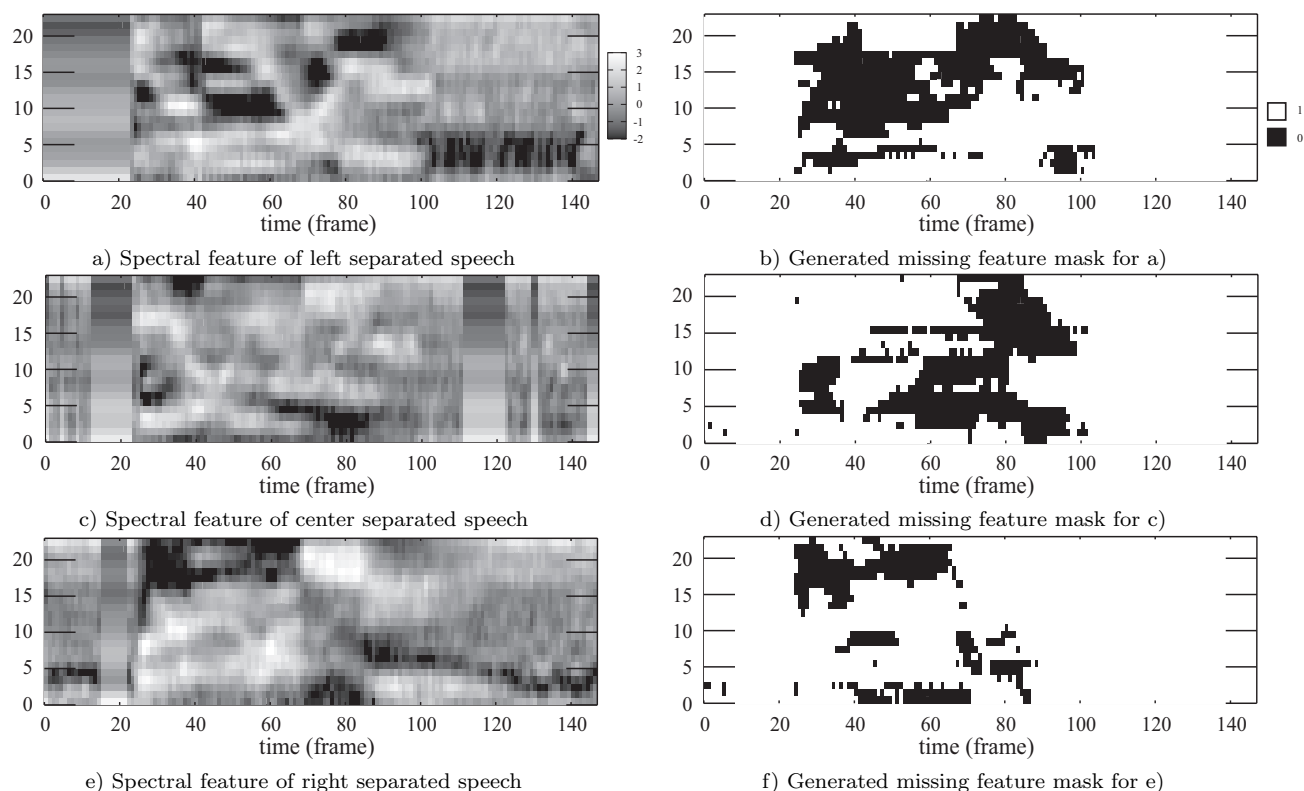 20
15
10
5
0
0 20 40 60 80 100 120 140
time (frame)
3
2
1
0
-1
-2
a) Spectral feature of left separated speech
20
15
10
5
0
0 20 40 60 80 100 120 140
time (frame)
1
0
b) Generated missing feature mask for a)
20
15
10
5
0
0 20 40 60 80 100 120 140
time (frame)
c) Spectral feature of center separated speech
20
15
10
5
0
0 20 40 60 80 100 120 140
time (frame)
d) Generated missing feature mask for c)
20
15
10
5
0
0 20 40 60 80 100 120 140
time (frame)
e) Spectral feature of right separated speech
20
15
10
5
0
0 20 40 60 80 100 120 140
time (frame)
f) Generated missing feature mask for e)